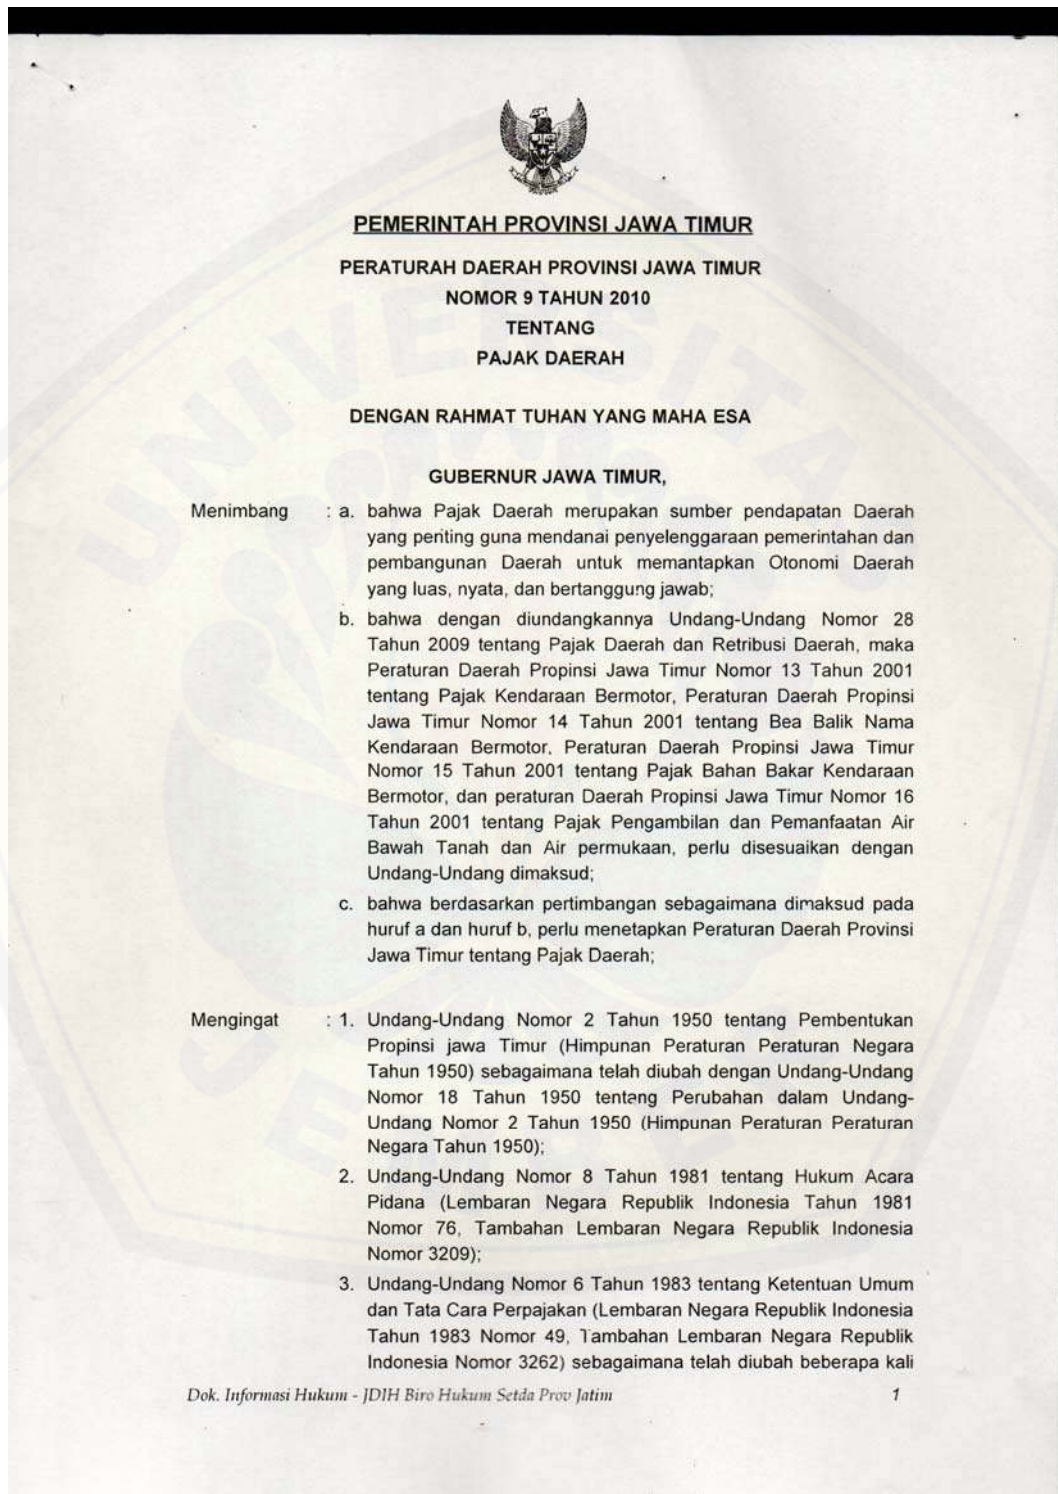 PEMERINTAH PROVINSI JAWA TIMUR
PERATURAH DAERAH PROVINSI JAWA TIMUR
NOMOR 9 TAHUN 2010
TENTANG
PAJAK DAERAH
DENGAN RAHMAT TUHAN YANG MAHA ESA
GUBERNUR JAWA TIMUR,
Menimbang : a. bahwa Pajak Daerah merupakan sumber pendapatan Daerah
yang penting guna mendanai penyelenggaraan pemerintahan dan
pembangunan Daerah untuk memantapkan Otonomi Daerah
yang luas, nyata, dan bertanggung jawab;
b. bahwa dengan diundangkannya Undang-Undang Nomor 28
Tahun 2009 tentang Pajak Daerah dan Retribusi Daerah, maka
Peraturan Daerah Propinsi Jawa Timur Nomor 13 Tahun 2001
tentang Pajak Kendaraan Bermotor, Peraturan Daerah Propinsi
Jawa Timur Nomor 14 Tahun 2001 tentang Bea Balik Nama
Kendaraan Bermotor, Peraturan Daerah Propinsi Jawa Timur
Nomor 15 Tahun 2001 tentang Pajak Bahan Bakar Kendaraan
Bermotor, dan peraturan Daerah Propinsi Jawa Timur Nomor 16
Tahun 2001 tentang Pajak Pengambilan dan Pemanfaatan Air
Bawah Tanah dan Air permukaan, perlu disesuaikan dengan
Undang-Undang dimaksud;
c. bahwa berdasarkan pertimbangan sebagaimana dimaksud pada
huruf a dan huruf b, perlu menetapkan Peraturan Daerah Provinsi
Jawa Timur tentang Pajak Daerah;
Mengingat : 1. Undang-Undang Nomor 2 Tahun 1950 tentang Pembentukan
Propinsi jawa Timur (Himpunan Peraturan Peraturan Negara
Tahun 1950) sebagaimana telah diubah dengan Undang-Undang
Nomor 18 Tahun 1950 tentang Perubahan dalam Undang-
Undang Nomor 2 Tahun 1950 (Himpunan Peraturan Peraturan
Negara Tahun 1950);
2. Undang-Undang Nomor 8 Tahun 1981 tentang Hukum Acara
Pidana (Lembaran Negara Republik Indonesia Tahun 1981
Nomor 76, Tambahan Lembaran Negara Republik Indonesia
Nomor 3209);
3. Undang-Undang Nomor 6 Tahun 1983 tentang Ketentuan Umum
dan Tata Cara Perpajakan (Lembaran Negara Republik Indonesia
Tahun 1983 Nomor 49, Tambahan Lembaran Negara Republik
Indonesia Nomor 3262) sebagaimana telah diubah beberapa kali
Dok. Informasi Hukum - JDIH Biro Hukum Setda Prov Jatim 1